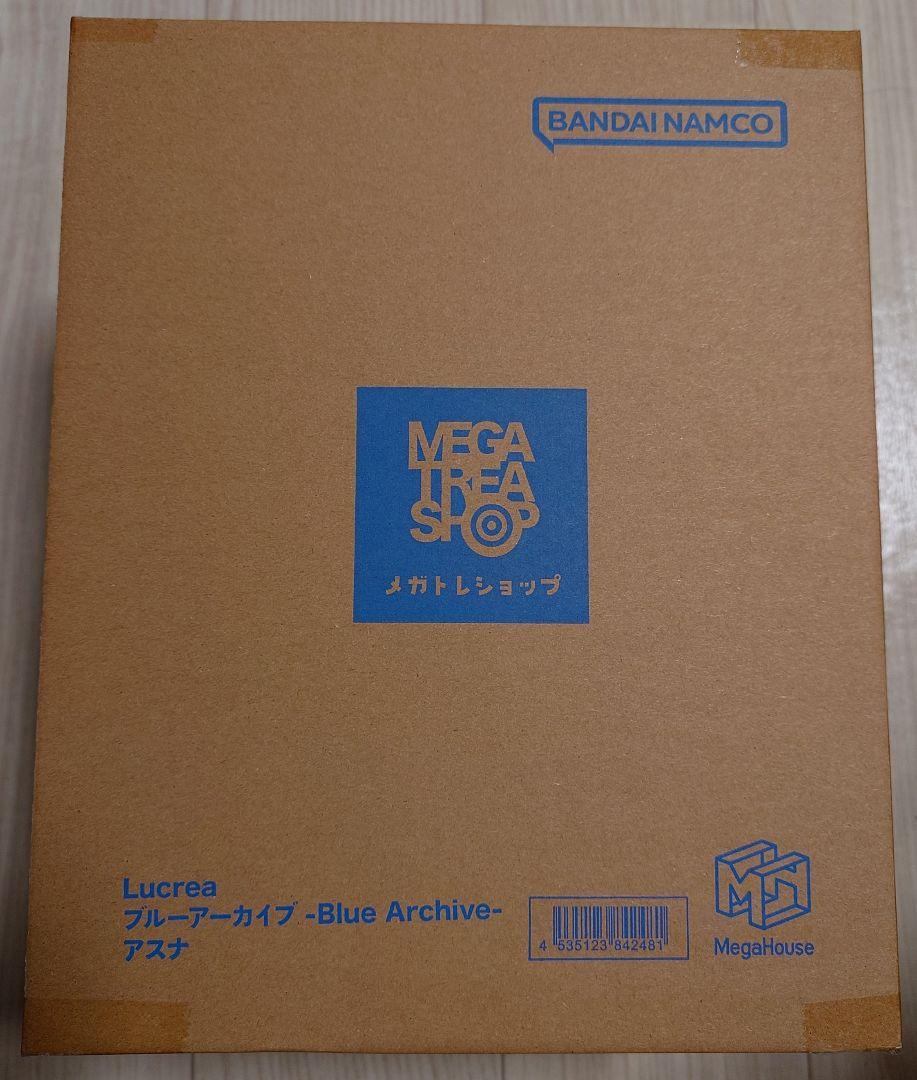 BANDAI NAMCO
MEGA
TREA
SHOP
メガトレショップ
Lucrea
ブルーアーカイブ -Blue Archive-
アスナ
4 535123 842481
MegaHouse